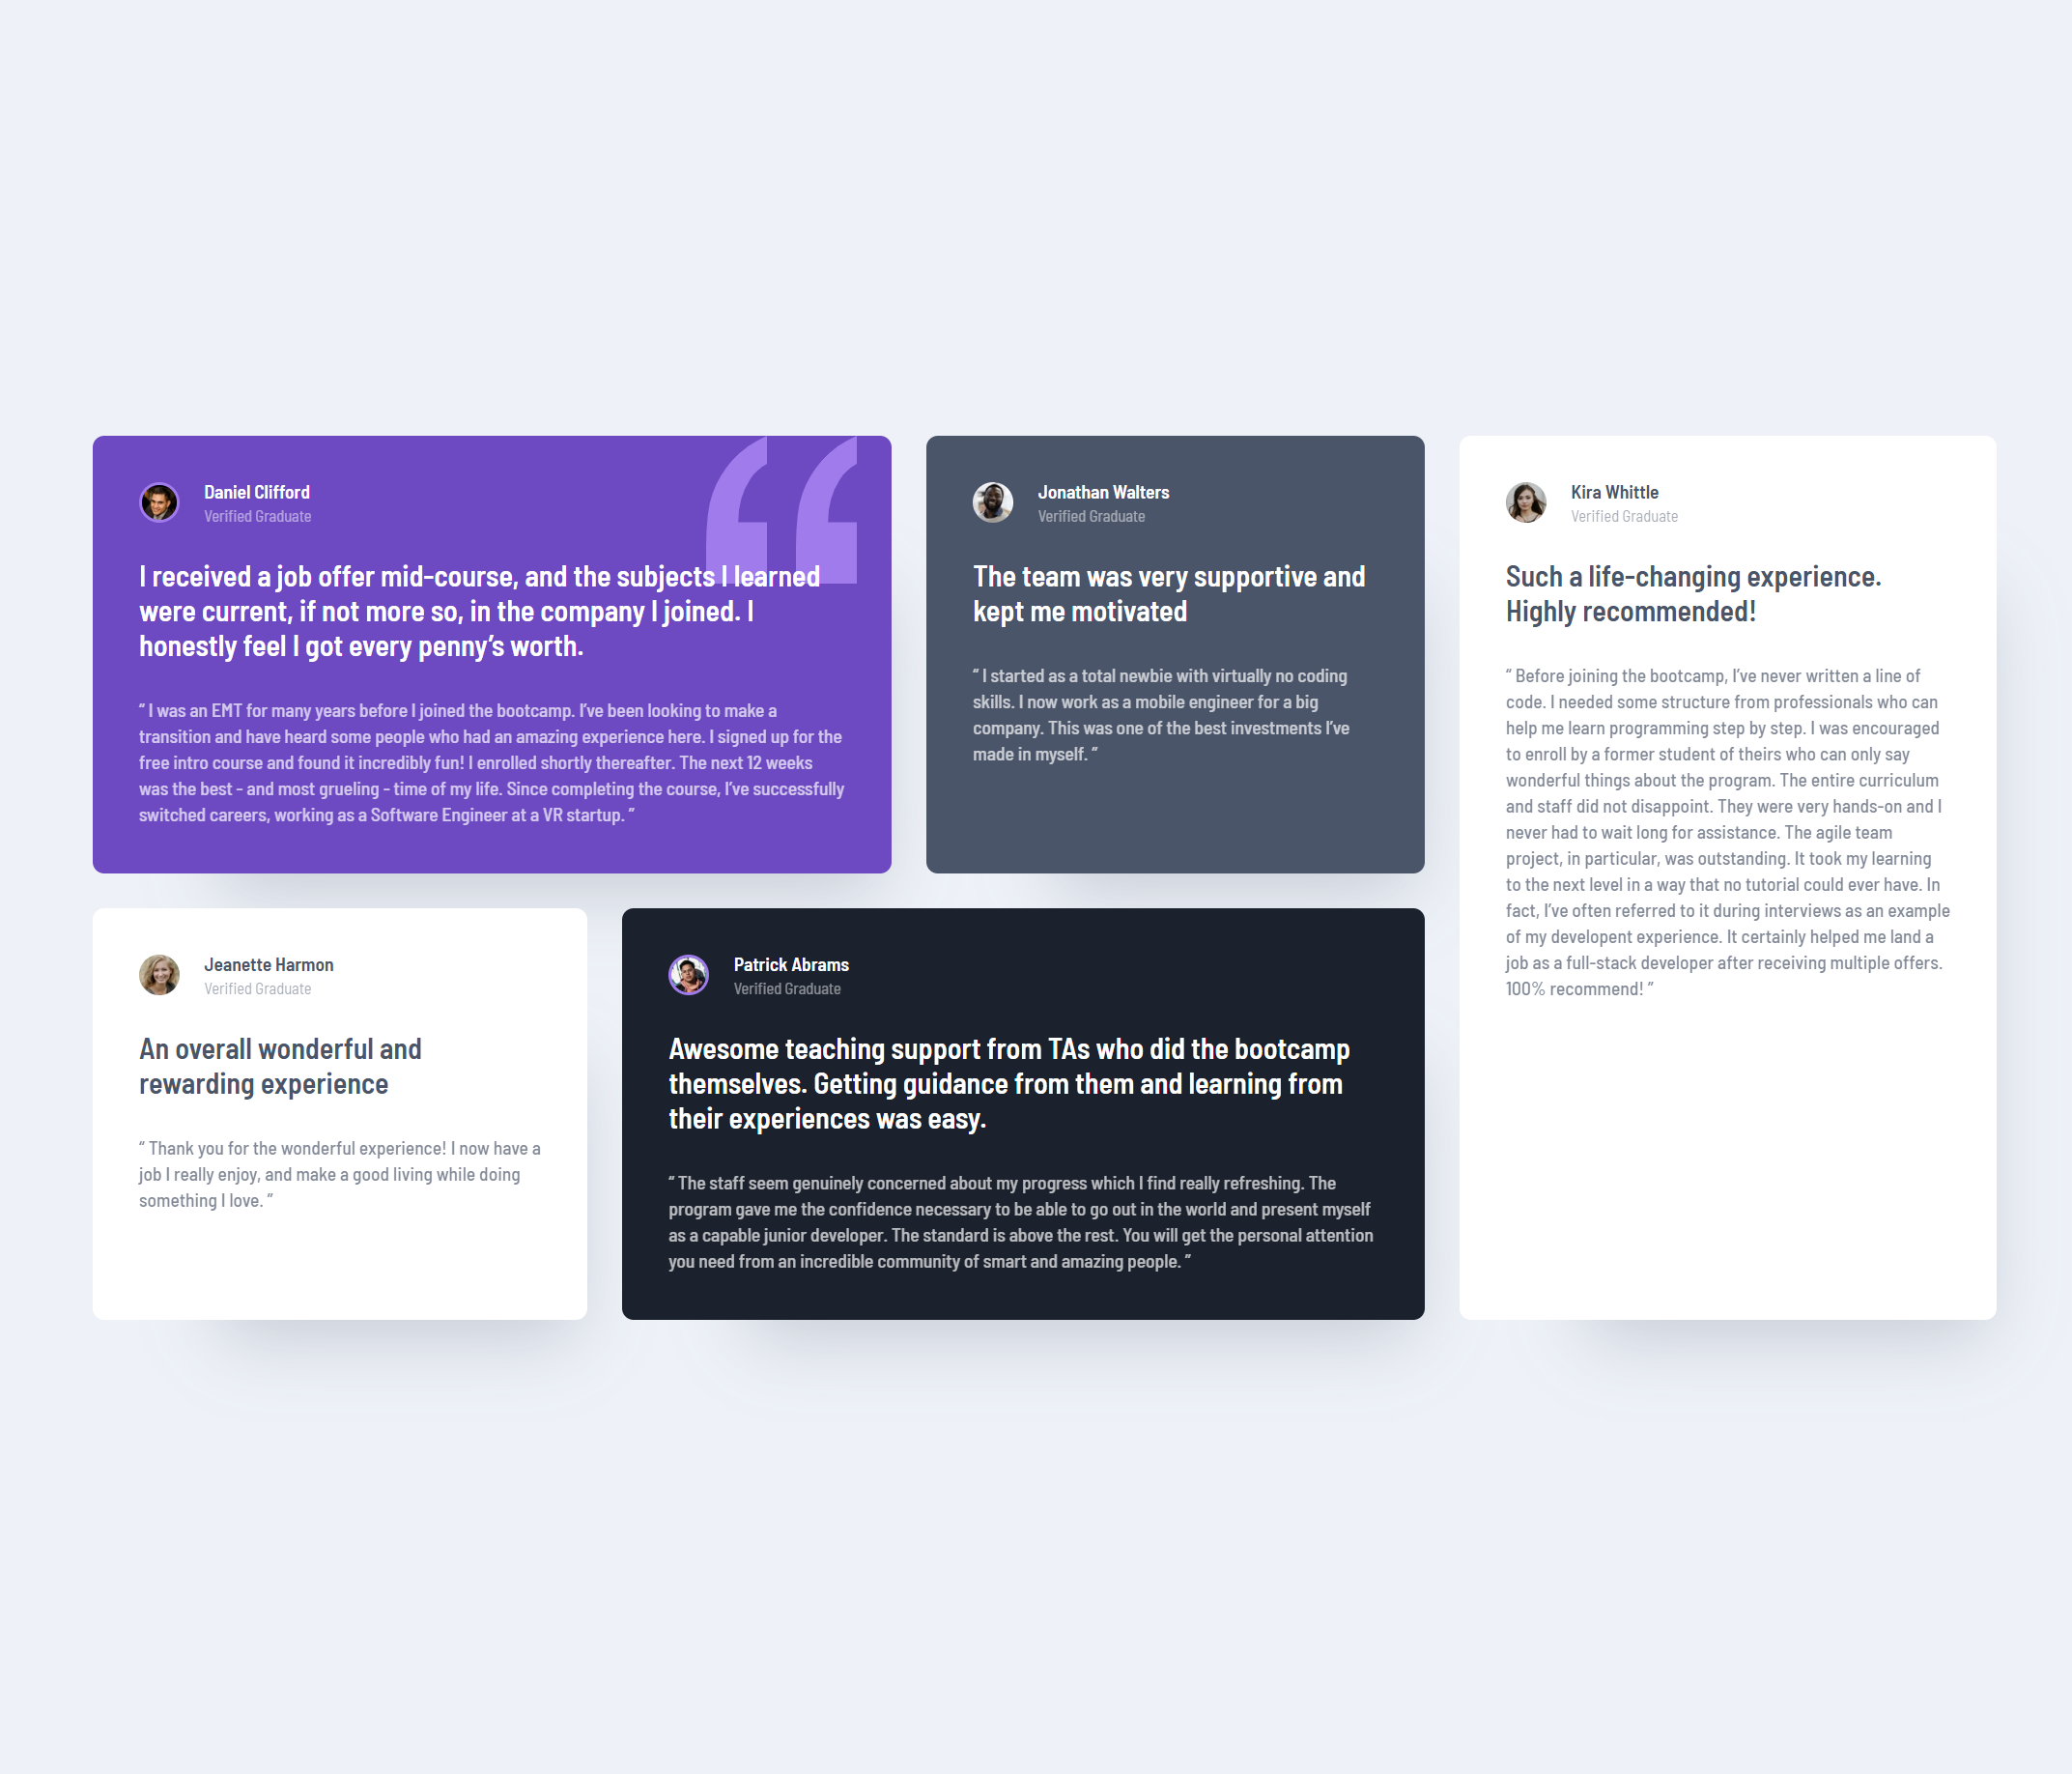 Daniel Clifford
Verified Graduate
I received a job offer mid-course, and the subjects I learned
were current, if not more so, in the company I joined. I
honestly feel I got every penny’s worth.
“ I was an EMT for many years before I joined the bootcamp. I’ve been looking to make a
transition and have heard some people who had an amazing experience here. I signed up for the
free intro course and found it incredibly fun! I enrolled shortly thereafter. The next 12 weeks
was the best - and most grueling - time of my life. Since completing the course, I’ve successfully
switched careers, working as a Software Engineer at a VR startup. ”
Jonathan Walters
Verified Graduate
The team was very supportive and
kept me motivated
“ I started as a total newbie with virtually no coding
skills. I now work as a mobile engineer for a big
company. This was one of the best investments I’ve
made in myself. ”
Kira Whittle
Verified Graduate
Such a life-changing experience.
Highly recommended!
“ Before joining the bootcamp, I’ve never written a line of
code. I needed some structure from professionals who can
help me learn programming step by step. I was encouraged
to enroll by a former student of theirs who can only say
wonderful things about the program. The entire curriculum
and staff did not disappoint. They were very hands-on and I
never had to wait long for assistance. The agile team
project, in particular, was outstanding. It took my learning
to the next level in a way that no tutorial could ever have. In
fact, I’ve often referred to it during interviews as an example
of my developent experience. It certainly helped me land a
job as a full-stack developer after receiving multiple offers.
100% recommend! ”
Jeanette Harmon
Verified Graduate
An overall wonderful and
rewarding experience
“ Thank you for the wonderful experience! I now have a
job I really enjoy, and make a good living while doing
something I love. ”
Patrick Abrams
Verified Graduate
Awesome teaching support from TAs who did the bootcamp
themselves. Getting guidance from them and learning from
their experiences was easy.
“ The staff seem genuinely concerned about my progress which I find really refreshing. The
program gave me the confidence necessary to be able to go out in the world and present myself
as a capable junior developer. The standard is above the rest. You will get the personal attention
you need from an incredible community of smart and amazing people. ”